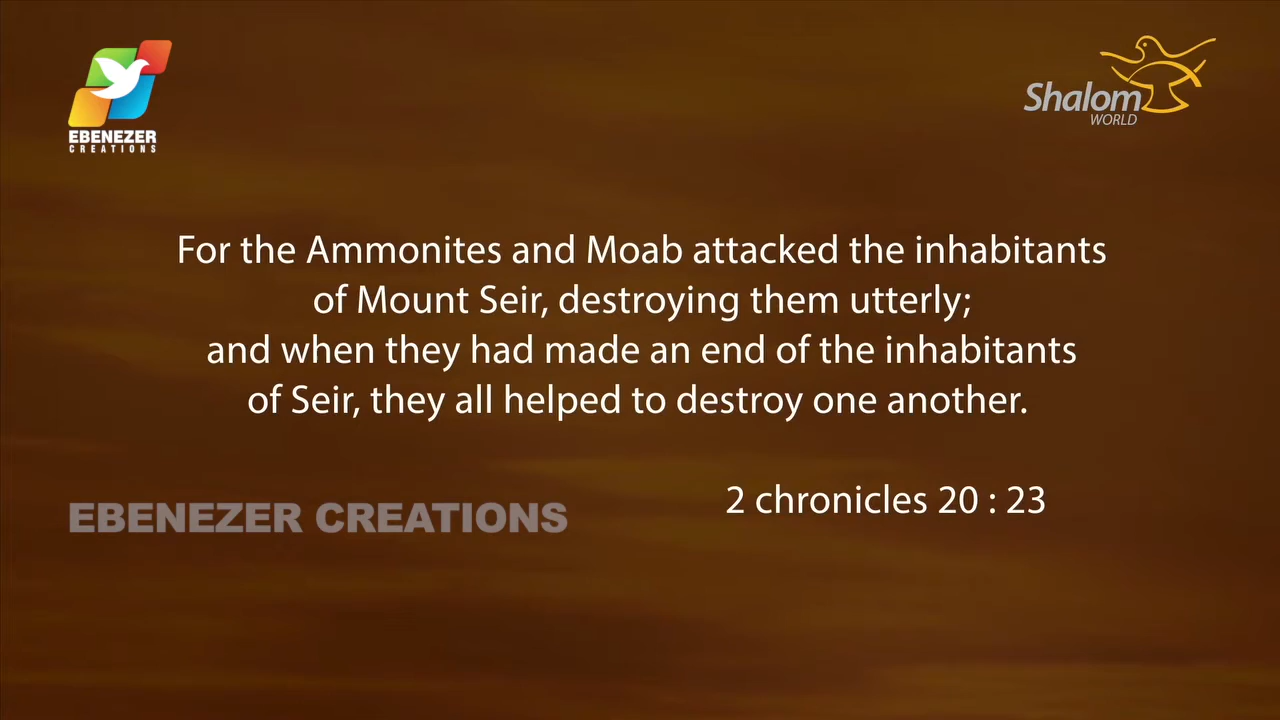 EBENEZER
CREATIONS
Shalom
WORLD
For the Ammonites and Moab attacked the inhabitants
of Mount Seir, destroying them utterly;
and when they had made an end of the inhabitants
of Seir, they all helped to destroy one another.
2 chronicles 20 : 23
EBENEZER CREATIONS